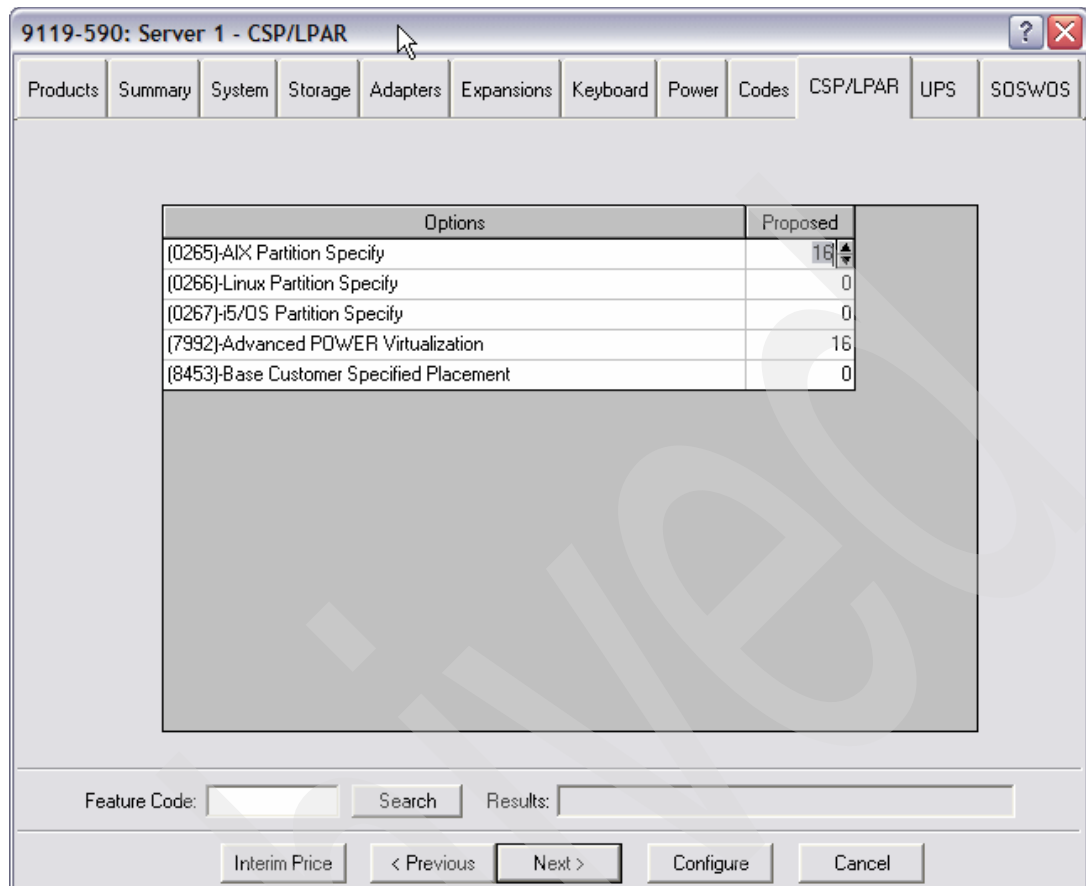 9119-590: Server 1 - CSP/LPAR
Products Summary System Storage Adapters Expansions Keyboard Power Codes CSP/LPAR UPS SOSWOS
Options Proposed
(0265)-AIX Partition Specify 16
(0266)-Linux Partition Specify 0
(0267)-i5/OS Partition Specify 0
(7992)-Advanced POWER Virtualization 16
(8453)-Base Customer Specified Placement 0
Feature Code: Search Results:
Interim Price < Previous Next > Configure Cancel